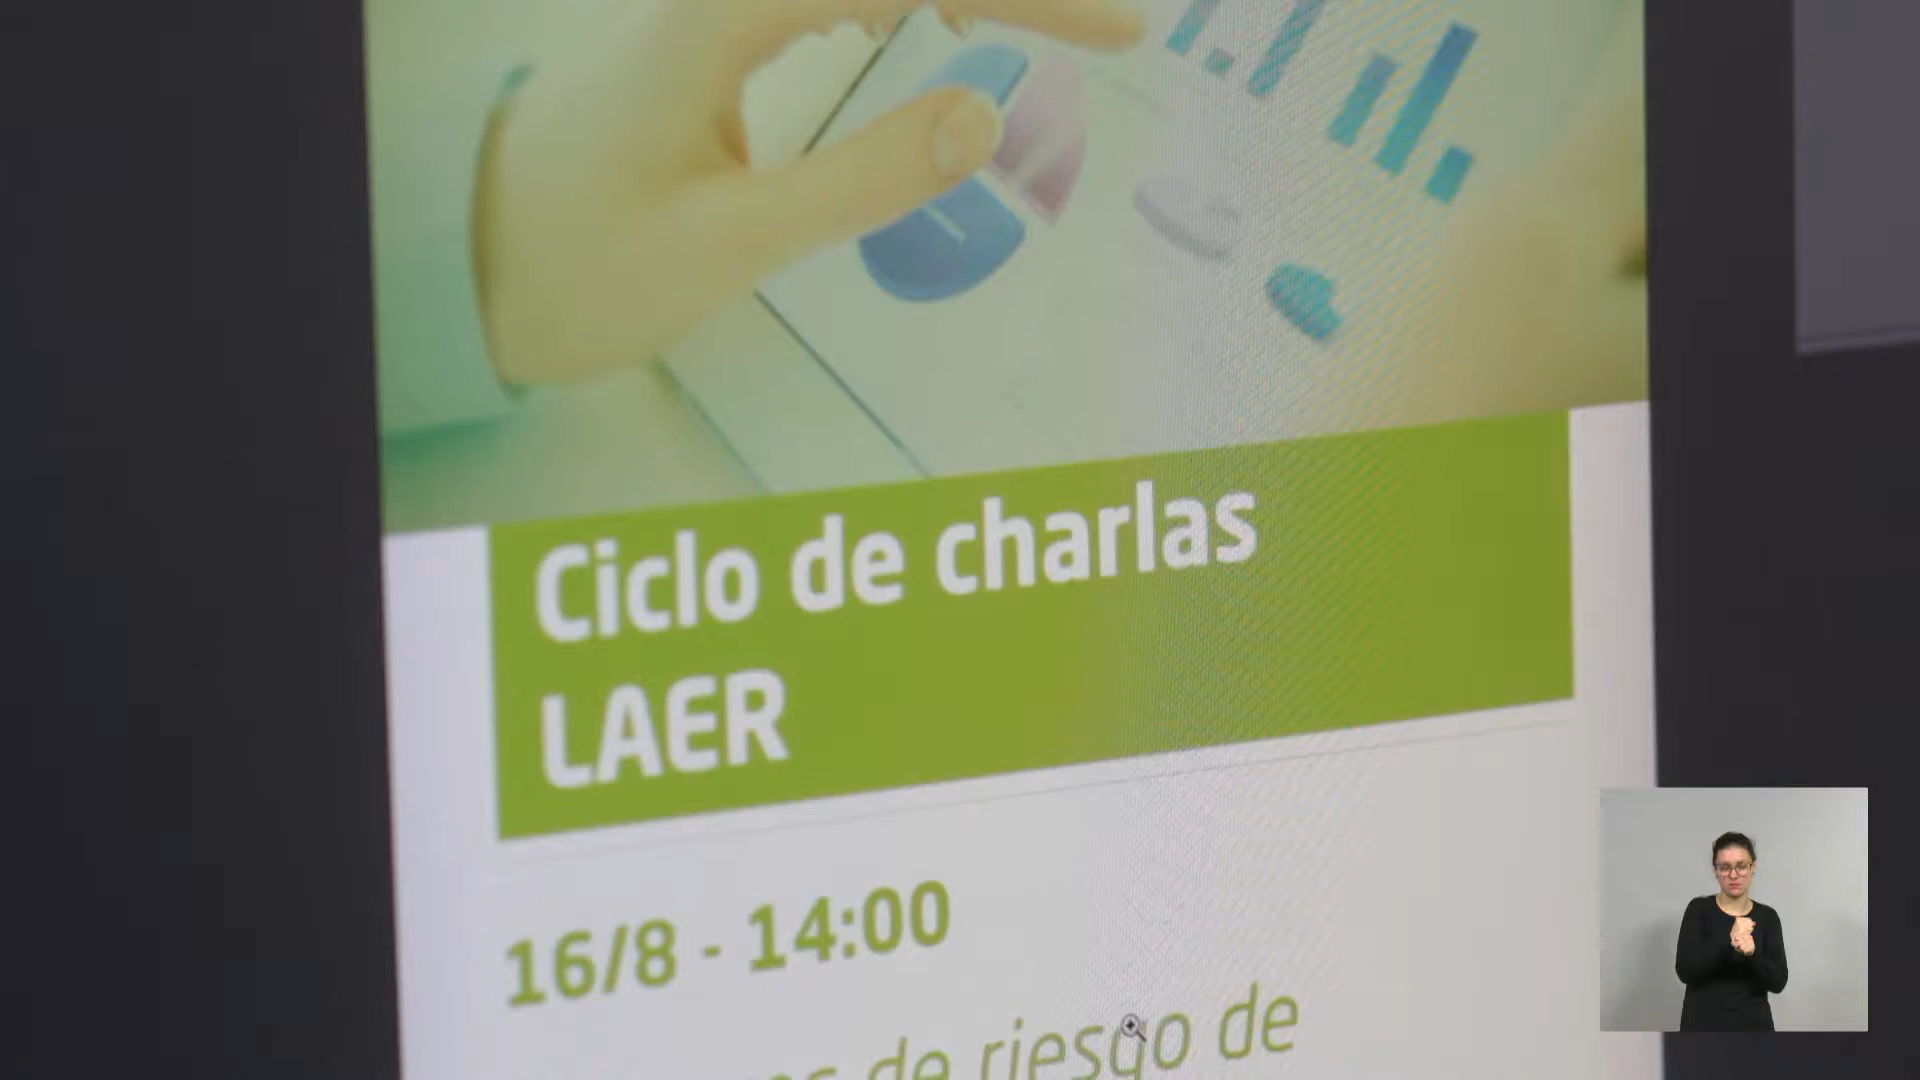 Ciclo de charlas
LAER
16/8 - 14:00
de riesgo de